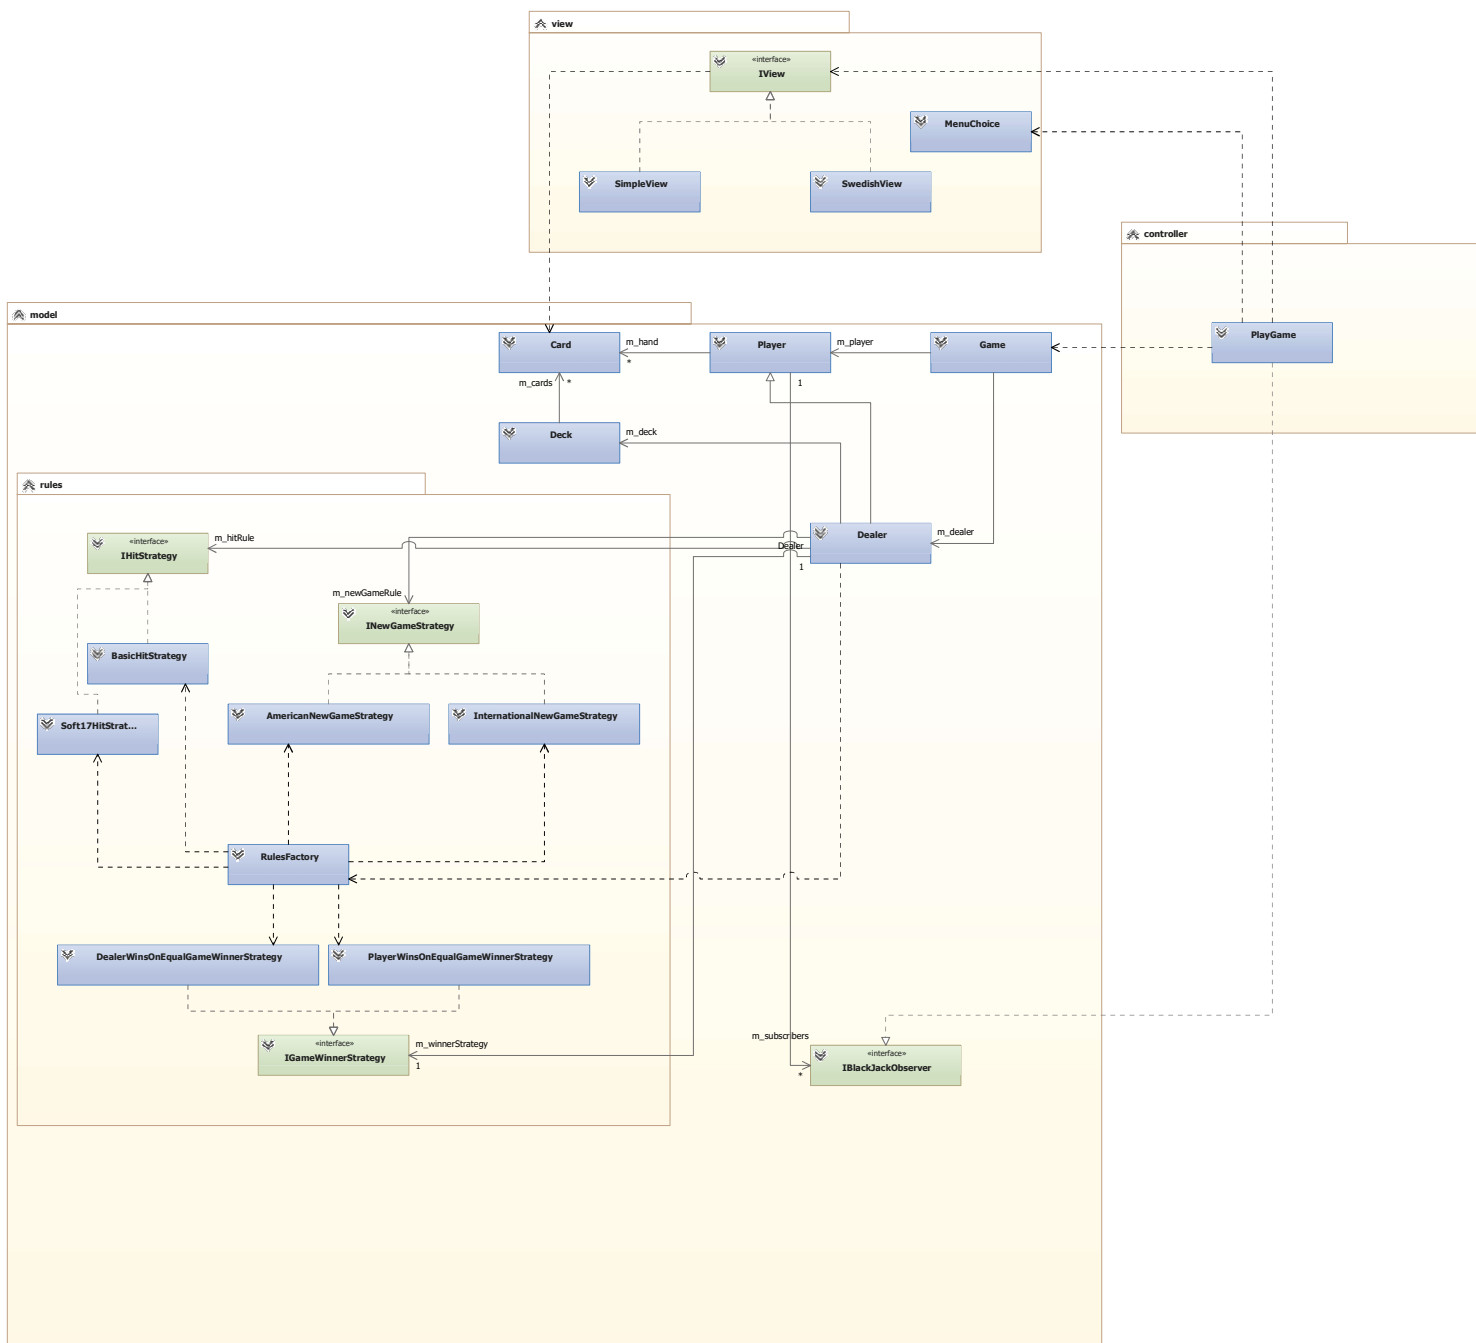 view
«interface»
IView
MenuChoice
SimpleView
SwedishView
controller
model
PlayGame
Card
m_hand
*
Player
m_player
Game
m_cards
*
1
Deck
m_deck
rules
«interface»
IHitStrategy
m_hitRule
Dealer
m_dealer
Dealer
1
m_newGameRule
«interface»
INewGameStrategy
BasicHitStrategy
Soft17HitStrat...
AmericanNewGameStrategy
InternationalNewGameStrategy
RulesFactory
DealerWinsOnEqualGameWinnerStrategy
PlayerWinsOnEqualGameWinnerStrategy
«interface»
IGameWinnerStrategy
m_winnerStrategy
1
m_subscribers
*
«interface»
IBlackJackObserver